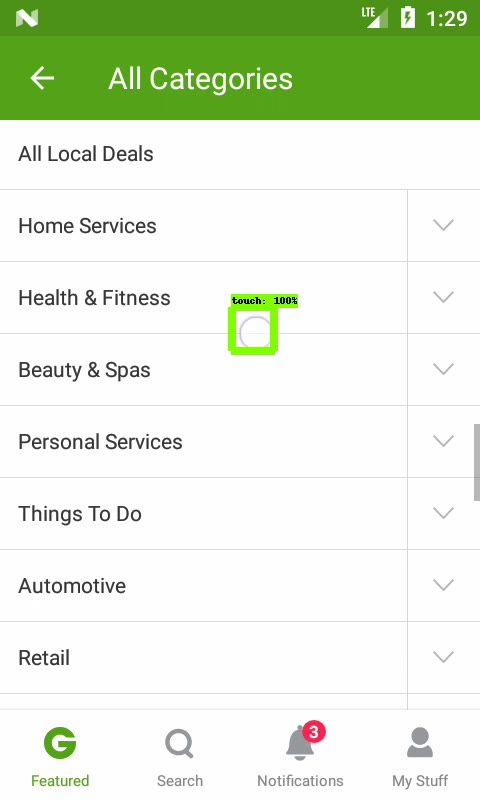 LTE 1:29
All Categories
All Local Deals
Home Services
Health & Fitness
touch: 100%
Beauty & Spas
Personal Services
Things To Do
Automotive
Retail
3
Featured Search Notifications My Stuff